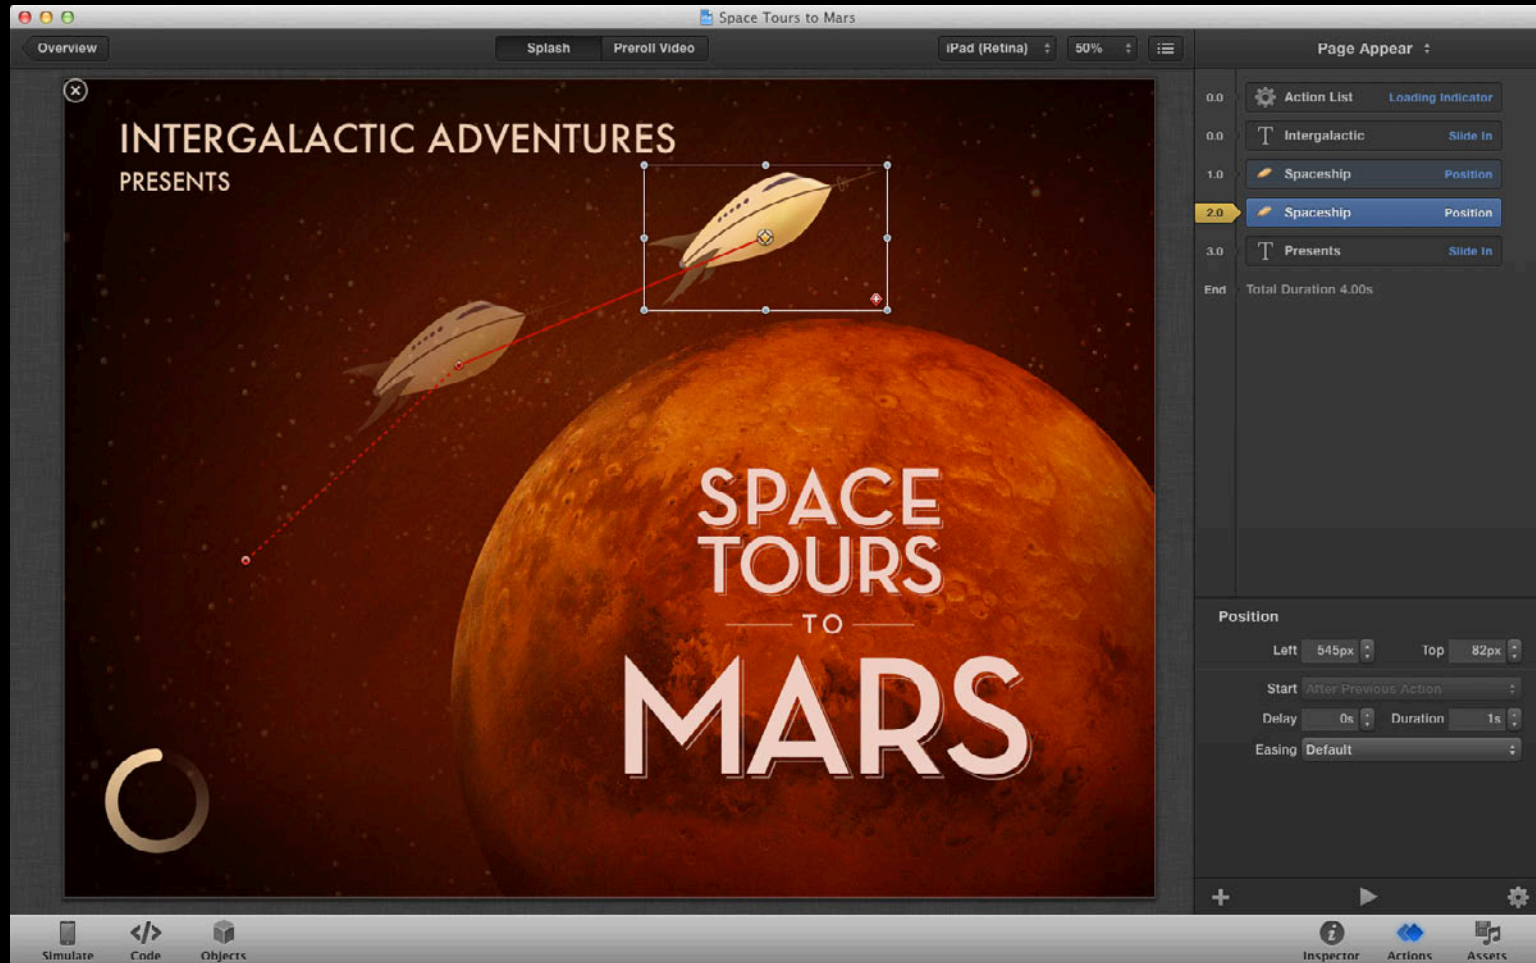 Space Tours to Mars
Overview
Splash
Preroll Video
iPad (Retina)
50%
Page Appear
INTERGALACTIC ADVENTURES
PRESENTS
SPACE
TOURS
TO
MARS
0.0 Action List Loading Indicator
0.0 T Intergalactic Slide In
1.0 Spaceship Position
2.0 Spaceship Position
3.0 T Presents Slide In
End Total Duration 4.00s
Position
Left 545px Top 82px
Start After Previous Action
Delay 0s Duration 1s
Easing Default
Simulate
</> Code
Objects
Inspector
Actions
Assets